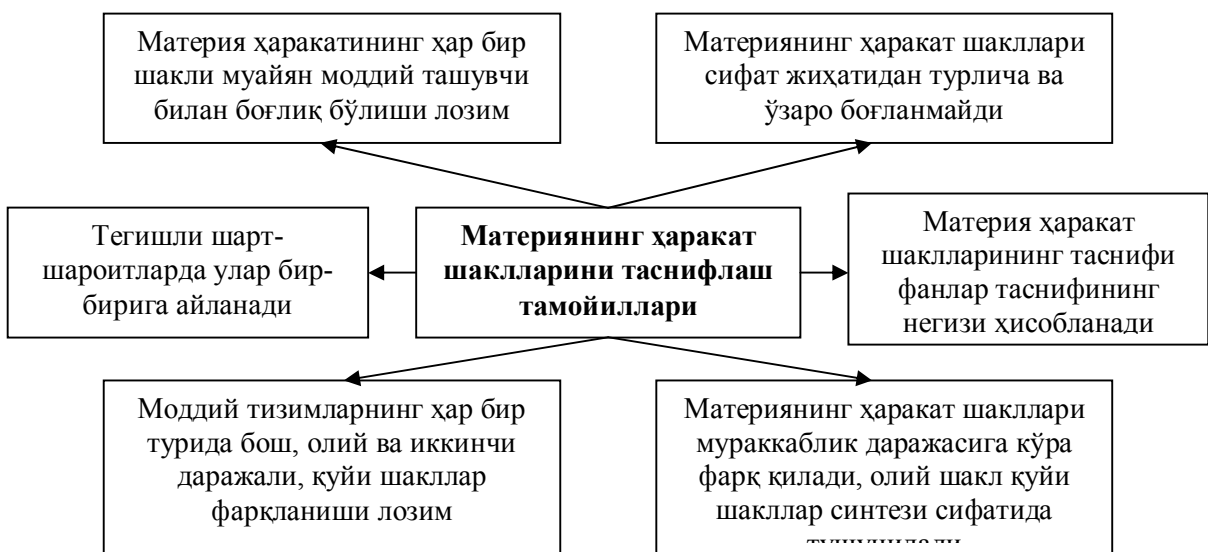 Материя ҳаракатининг ҳар бир
шакли муайян моддий ташувчи
билан боғлиқ бўлиши лозим
Материянинг ҳаракат шакллари
сифат жиҳатидан турлича ва
ўзаро боғланмайди
Тегишли шарт-
шароитларда улар бир-
бирига айланади
Материянинг ҳаракат
шаклларини таснифлаш
тамойиллари
Материя ҳаракат
шаклларининг таснифи
фанлар таснифининг
негизи ҳисобланади
Моддий тизимларнинг ҳар бир
турида бош, олий ва иккинчи
даражали, қуйи шакллар
фарқланиши лозим
Материянинг ҳаракат шакллари
мураккаблик даражасига кўра
фарқ қилади, олий шакл қуйи
шакллар синтези сифатида